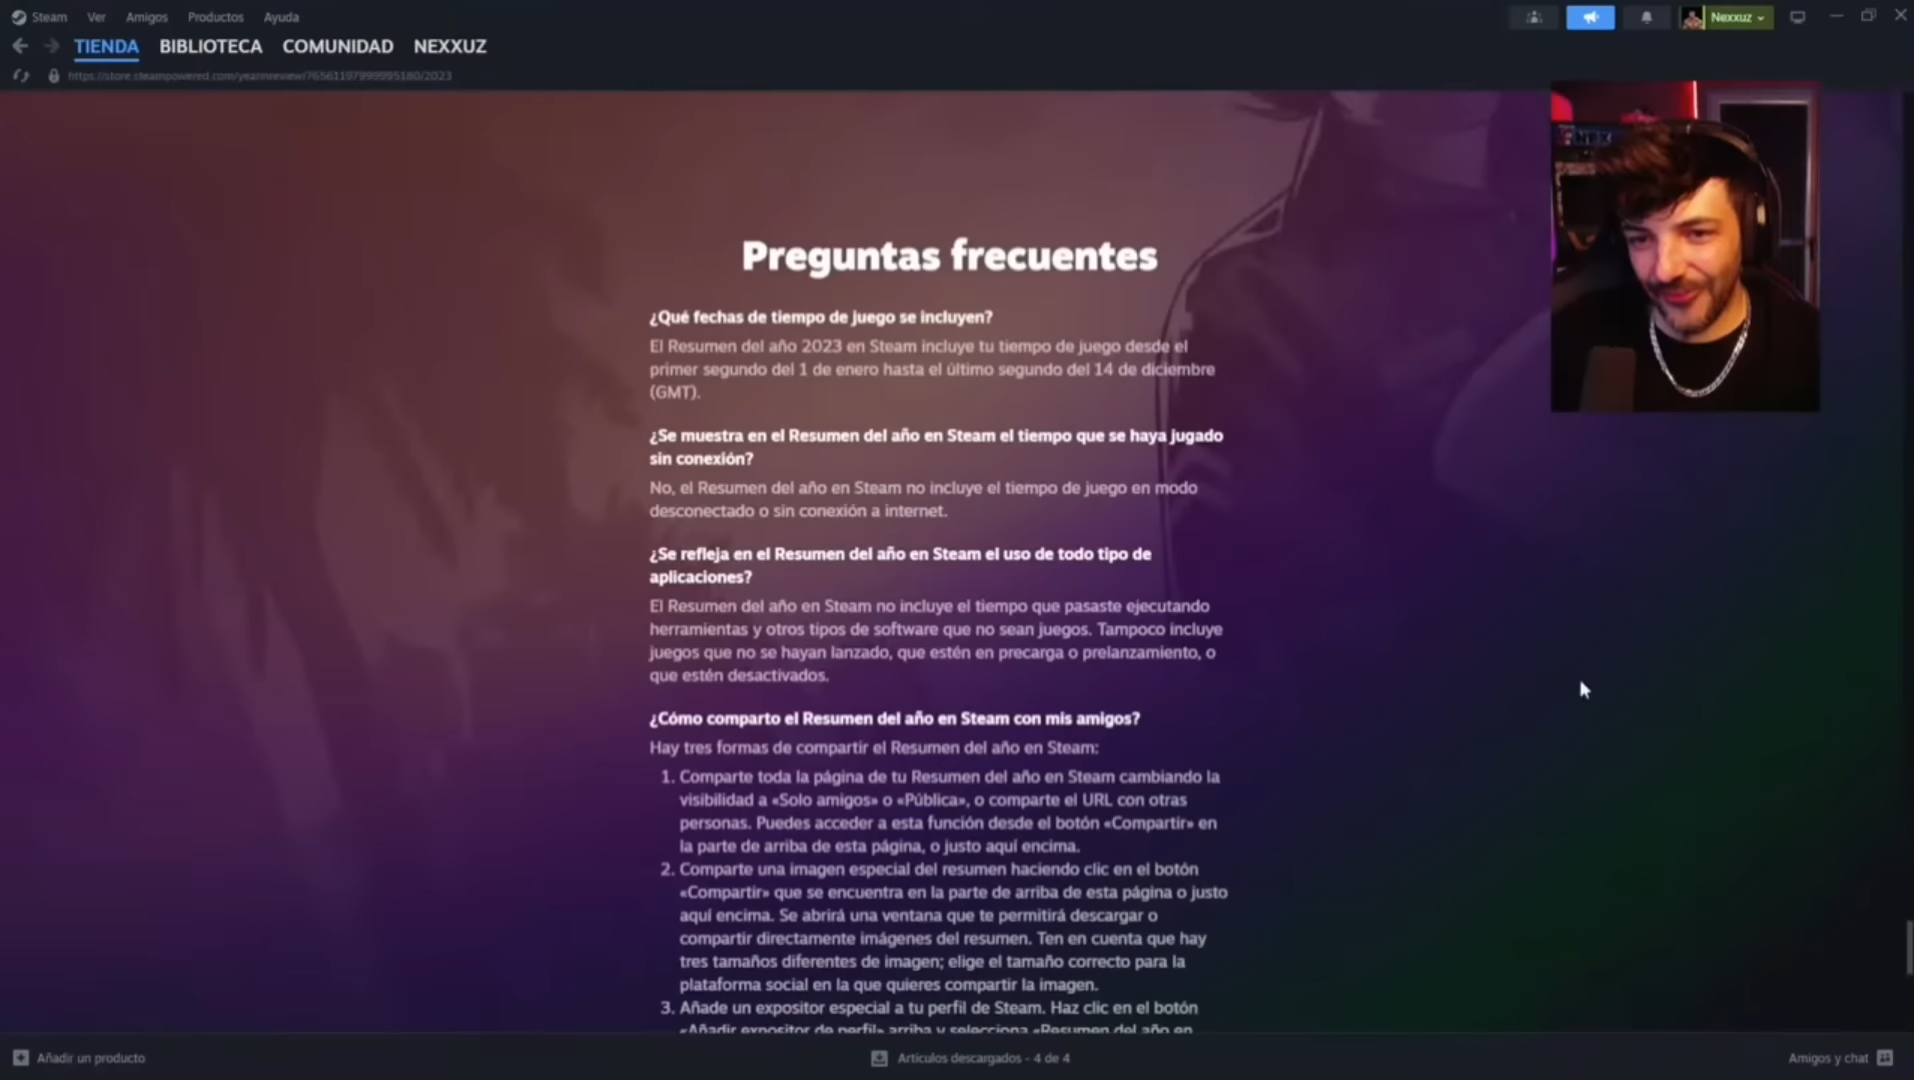 Steam Ver Amigos Productos Ayuda
Nexxuz
TIENDA BIBLIOTECA COMUNIDAD NEXXUZ
Preguntas frecuentes
¿Qué fechas de tiempo de juego se incluyen?
El Resumen del año 2023 en Steam incluye tu tiempo de juego desde el
primer segundo del 1 de enero hasta el último segundo del 14 de diciembre
(GMT).
¿Se muestra en el Resumen del año en Steam el tiempo que se haya jugado
sin conexión?
No, el Resumen del año en Steam no incluye el tiempo de juego en modo
desconectado o sin conexión a internet.
¿Se refleja en el Resumen del año en Steam el uso de todo tipo de
aplicaciones?
El Resumen del año en Steam no incluye el tiempo que pasaste ejecutando
herramientas y otros tipos de software que no sean juegos. Tampoco incluye
juegos que no se hayan lanzado, que estén en precarga o prelanzamiento, o
que estén desactivados.
¿Cómo comparto el Resumen del año en Steam con mis amigos?
Hay tres formas de compartir el Resumen del año en Steam:
1. Comparte toda la página de tu Resumen del año en Steam cambiando la
visibilidad a «Solo amigos» o «Pública», o comparte el URL con otras
personas. Puedes acceder a esta función desde el botón «Compartir» en
la parte de arriba de esta página, o justo aquí encima.
2. Comparte una imagen especial del resumen haciendo clic en el botón
«Compartir» que se encuentra en la parte de arriba de esta página o justo
aquí encima. Se abrirá una ventana que te permitirá descargar o
compartir directamente imágenes del resumen. Ten en cuenta que hay
tres tamaños diferentes de imagen; elige el tamaño correcto para la
plataforma social en la que quieres compartir la imagen.
3. Añade un expositor especial a tu perfil de Steam. Haz clic en el botón
«Añadir expositor de perfil» arriba y selecciona «Resumen del año en
Añadir un producto
Artículos descargados - 4 de 4
Amigos y chat